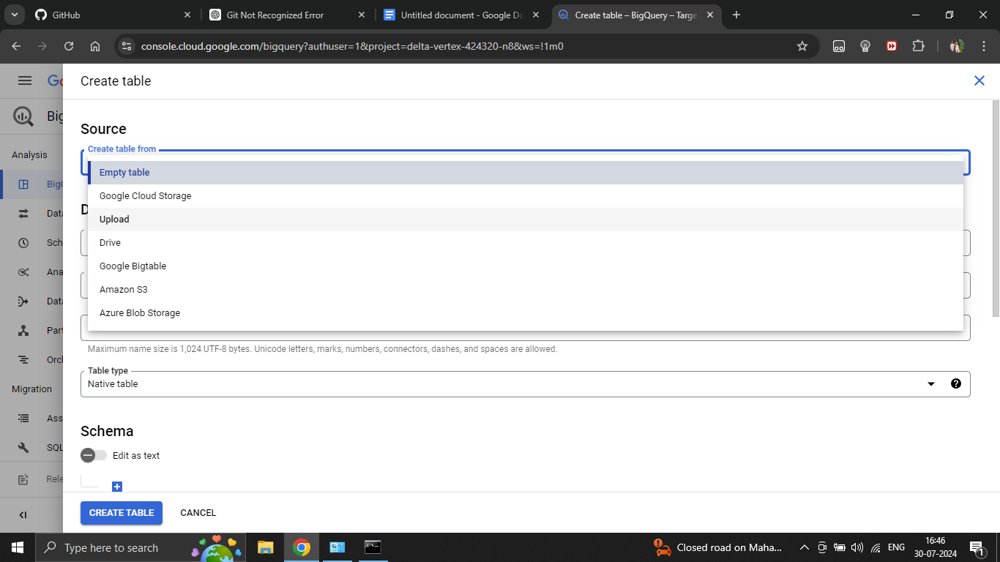 GitHub
Git Not Recognized Error
Untitled document - Google Do
Create table – BigQuery – Targe
console.cloud.google.com/bigquery?authuser=1&project=delta-vertex-424320-n8&ws=!1m0
Go
Create table
Big
Source
Analysis
Create table from
Empty table
BigQ
Google Cloud Storage
D
Data
Upload
Sch
Drive
Ana
Google Bigtable
Data
Amazon S3
Part
Azure Blob Storage
Orch
Maximum name size is 1,024 UTF-8 bytes. Unicode letters, marks, numbers, connectors, dashes, and spaces are allowed.
Migration
Table type
Native table
Ass
Schema
SQL
Edit as text
Rele
CREATE TABLE
CANCEL
Type here to search
Closed road on Maha...
ENG
16:46
30-07-2024
1